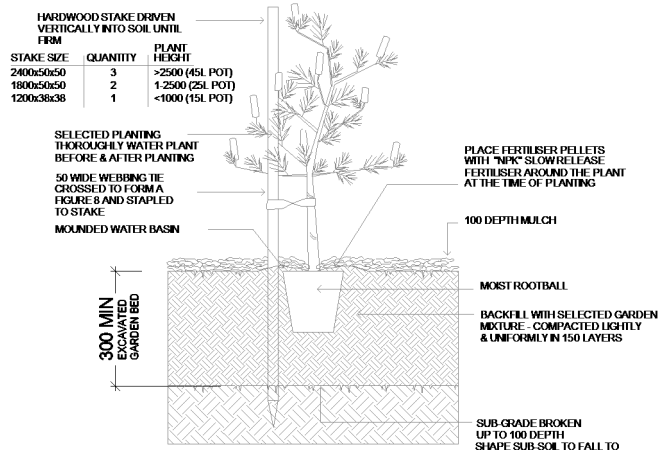 HARDWOOD STAKE DRIVEN
VERTICALLY INTO SOIL UNTIL
FIRM
STAKE SIZE QUANTITY PLANT HEIGHT
2400x50x50 3 >2500 (45L POT)
1800x50x50 2 1-2500 (25L POT)
1200x38x38 1 <1000 (15L POT)
SELECTED PLANTING
THOROUGHLY WATER PLANT
BEFORE & AFTER PLANTING
50 WIDE WEBBING TIE
CROSSED TO FORM A
FIGURE 8 AND STAPLED
TO STAKE
MOUNDED WATER BASIN
300 MIN
EXCAVATED
GARDEN BED
PLACE FERTILISER PELLETS
WITH "NPK" SLOW RELEASE
FERTILISER AROUND THE PLANT
AT THE TIME OF PLANTING
100 DEPTH MULCH
MOIST ROOTBALL
BACKFILL WITH SELECTED GARDEN
MIXTURE - COMPACTED LIGHTLY
& UNIFORMLY IN 150 LAYERS
SUB-GRADE BROKEN
UP TO 100 DEPTH
SHAPE SUB-SOIL TO FALL TO